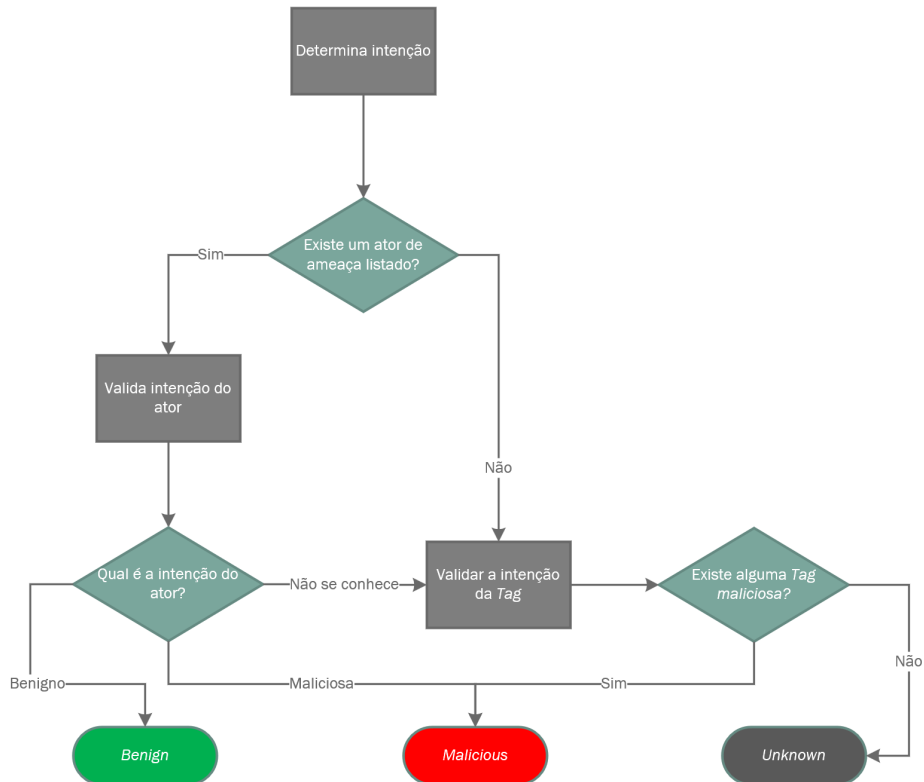 Determina intenção
Existe um ator de
ameaça listado?
Sim
Valida intenção do
ator
Não
Qual é a intenção do
ator?
Não se conhece
Validar a intenção
da Tag
Existe alguma Tag
maliciosa?
Não
Benigno
Maliciosa
Sim
Benign
Malicious
Unknown